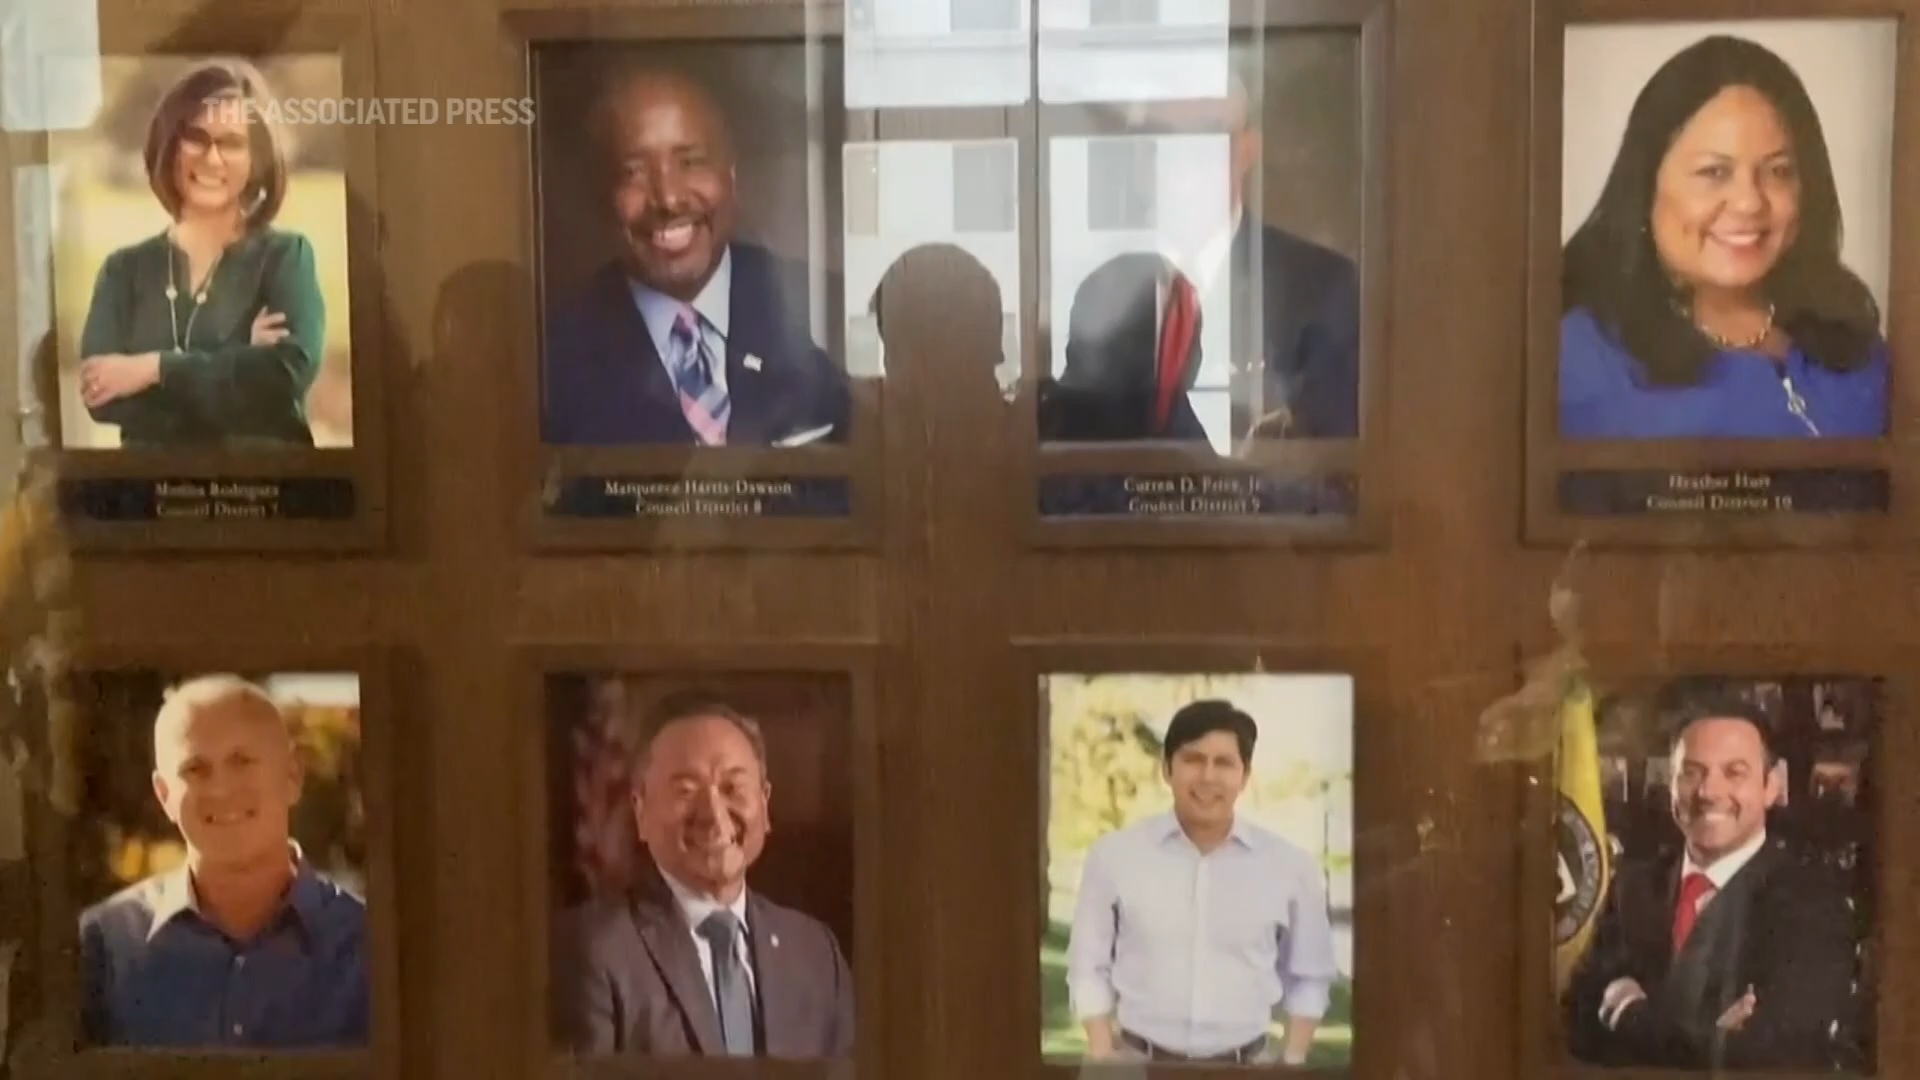 THE ASSOCIATED PRESS
Monica Rodriguez
Council District 7
Marqueece Harris-Dawson
Council District 8
Curren D. Price, Jr
Council District 9
Heather Hutt
Council District 10